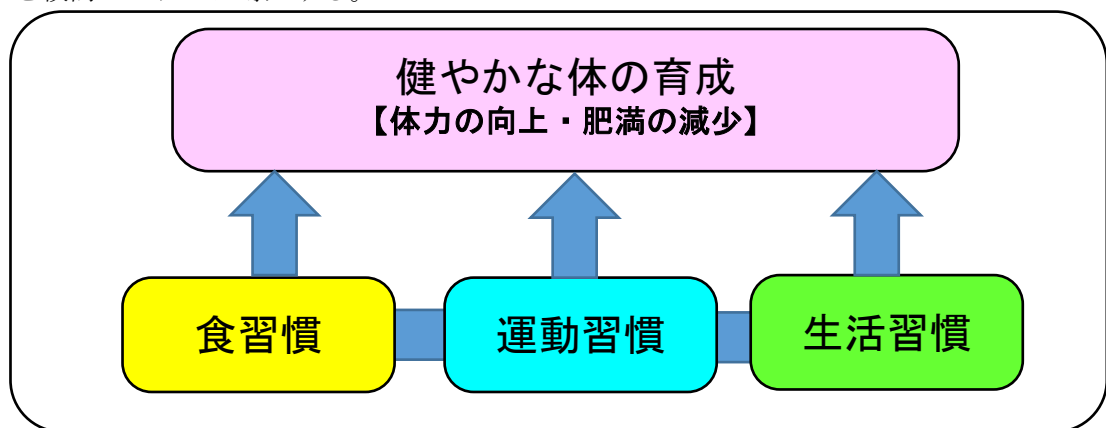 健やかな体の育成
【体力の向上・肥満の減少】
食習慣
運動習慣
生活習慣